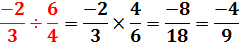 -2/3 ÷ 6/4 = -2/3 × 4/6 = -8/18 = -4/9